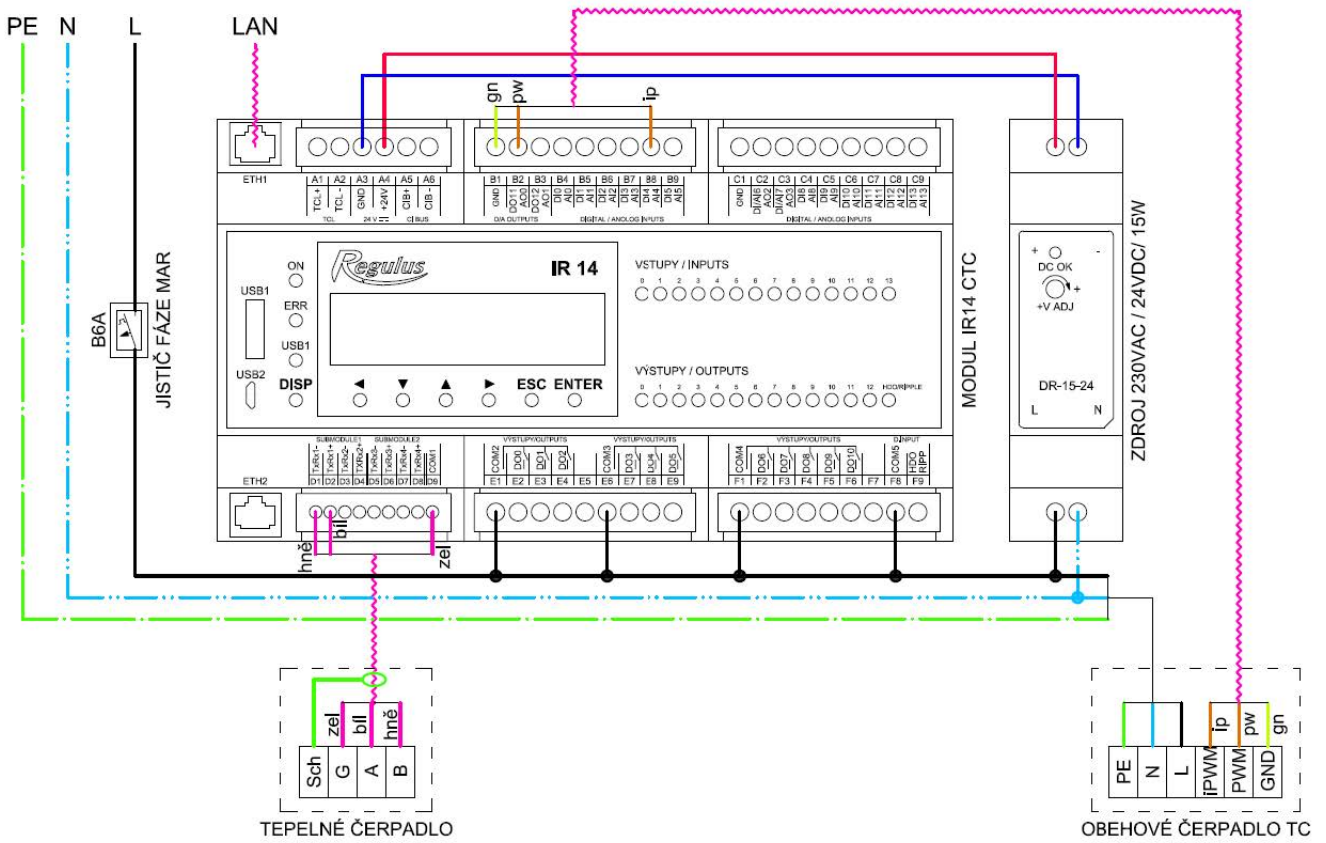 PE N L LAN
gn pw ip
ETH1
A1 A2 A3 A4 A5 A6
TCL+ TCL- GND +24V CIB+ CIB-
TCL 24 V CIBUS
B1 B2 B3 B4 B5 B6 B7 B8 B9
GND DO11 AO0 DO12 AO1 DI0 AI0 DI1 AI1 DI2 AI2 DI3 AI3 DI4 AI4 DI5 AI5
D/A OUTPUTS DIGITAL / ANOLOG INPUTS
C1 C2 C3 C4 C5 C6 C7 C8 C9
GND DI/AI6 AO2 DI/AI7 AO3 DI8 AI8 DI9 AI9 DI10 AI10 DI11 AI11 DI12 AI12 DI13 AI13
DIGITAL / ANOLOG INPUTS
B6A
JISTIČ FÁZE MAR
USB1
USB2
ON
ERR
USB1
DISP
Regulus
IR 14
ESC ENTER
VSTUPY / INPUTS
0 1 2 3 4 5 6 7 8 9 10 11 12 13
VÝSTUPY / OUTPUTS
0 1 2 3 4 5 6 7 8 9 10 11 12 HDO/RIPPLE
MODUL IR14 CTC
+ -
DC OK
+
+V ADJ
DR-15-24
L N
ZDROJ 230VAC / 24VDC/ 15W
ETH2
SUBMODULE1 SUBMODULE2
TxRx1- TxRx1+ TxRx2- TXRx2+ TxRx3- TxRx3+ TxRx4- TxRx4+ COM1
D1 D2 D3 D4 D5 D6 D7 D8 D9
VÝSTUPY/OUTPUTS VÝSTUPY/OUTPUTS
COM2 DO0 DO1 DO2 COM3 DO3 DO4 DO5
E1 E2 E3 E4 E5 E6 E7 E8 E9
VÝSTUPY/OUTPUTS D.INPUT
COM4 DO6 DO7 DO8 DO9 DO10 COM5 HDO RIPP
F1 F2 F3 F4 F5 F6 F7 F8 F9
hně bíl zel
zel bíl hně
Sch G A B
TEPELNÉ ČERPADLO
ip pw gn
PE N L iPWM PWM GND
OBEHOVÉ ČERPADLO TC